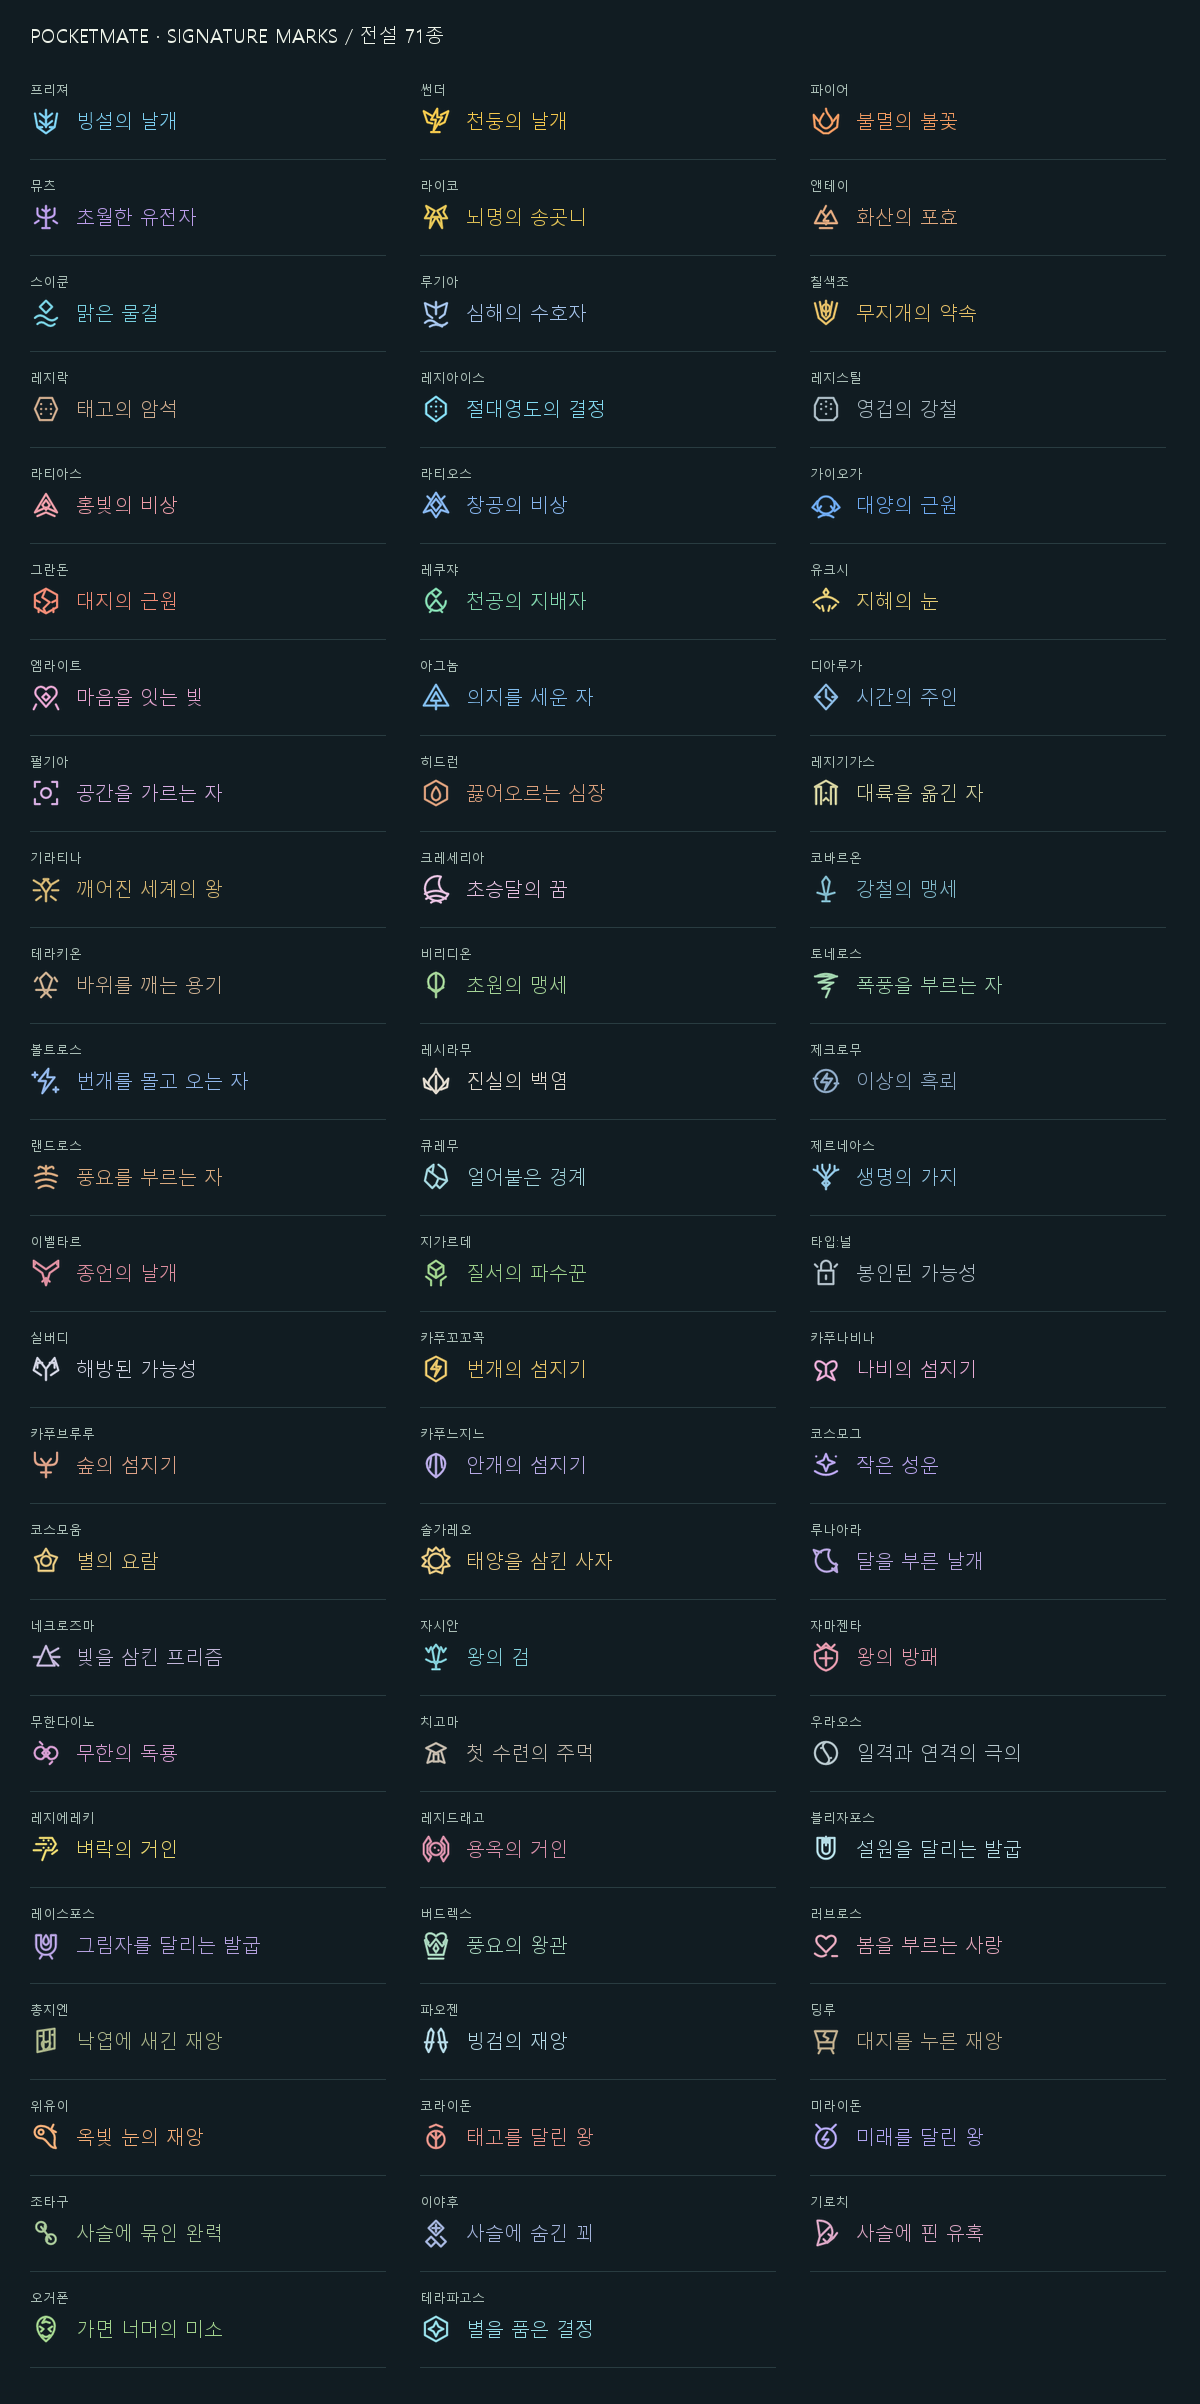 POCKETMATE · SIGNATURE MARKS / 전설 71종
프리져
빙설의 날개
썬더
천둥의 날개
파이어
불멸의 불꽃
뮤츠
초월한 유전자
라이코
뇌명의 송곳니
앤테이
화산의 포효
스이쿤
맑은 물결
루기아
심해의 수호자
칠색조
무지개의 약속
레지락
태고의 암석
레지아이스
절대영도의 결정
레지스틸
영겁의 강철
라티아스
홍빛의 비상
라티오스
창공의 비상
가이오가
대양의 근원
그란돈
대지의 근원
레쿠쟈
천공의 지배자
유크시
지혜의 눈
엠라이트
마음을 잇는 빛
아그놈
의지를 세운 자
디아루가
시간의 주인
펄기아
공간을 가르는 자
히드런
끓어오르는 심장
레지기가스
대륙을 옮긴 자
기라티나
깨어진 세계의 왕
크레세리아
초승달의 꿈
코바르온
강철의 맹세
테라키온
바위를 깨는 용기
비리디온
초원의 맹세
토네로스
폭풍을 부르는 자
볼트로스
번개를 몰고 오는 자
레시라무
진실의 백염
제크로무
이상의 흑뢰
랜드로스
풍요를 부르는 자
큐레무
얼어붙은 경계
제르네아스
생명의 가지
이벨타르
종언의 날개
지가르데
질서의 파수꾼
타입:널
봉인된 가능성
실버디
해방된 가능성
카푸꼬꼬꼭
번개의 섬지기
카푸나비나
나비의 섬지기
카푸브루루
숲의 섬지기
카푸느지느
안개의 섬지기
코스모그
작은 성운
코스모움
별의 요람
솔가레오
태양을 삼킨 사자
루나아라
달을 부른 날개
네크로즈마
빛을 삼킨 프리즘
자시안
왕의 검
자마젠타
왕의 방패
무한다이노
무한의 독룡
치고마
첫 수련의 주먹
우라오스
일격과 연격의 극의
레지에레키
벼락의 거인
레지드래고
용옥의 거인
블리자포스
설원을 달리는 발굽
레이스포스
그림자를 달리는 발굽
버드렉스
풍요의 왕관
러브로스
봄을 부르는 사랑
총지엔
낙엽에 새긴 재앙
파오젠
빙검의 재앙
딩루
대지를 누른 재앙
위유이
옥빛 눈의 재앙
코라이돈
태고를 달린 왕
미라이돈
미래를 달린 왕
조타구
사슬에 묶인 완력
이야후
사슬에 숨긴 꾀
기로치
사슬에 핀 유혹
오거폰
가면 너머의 미소
테라파고스
별을 품은 결정